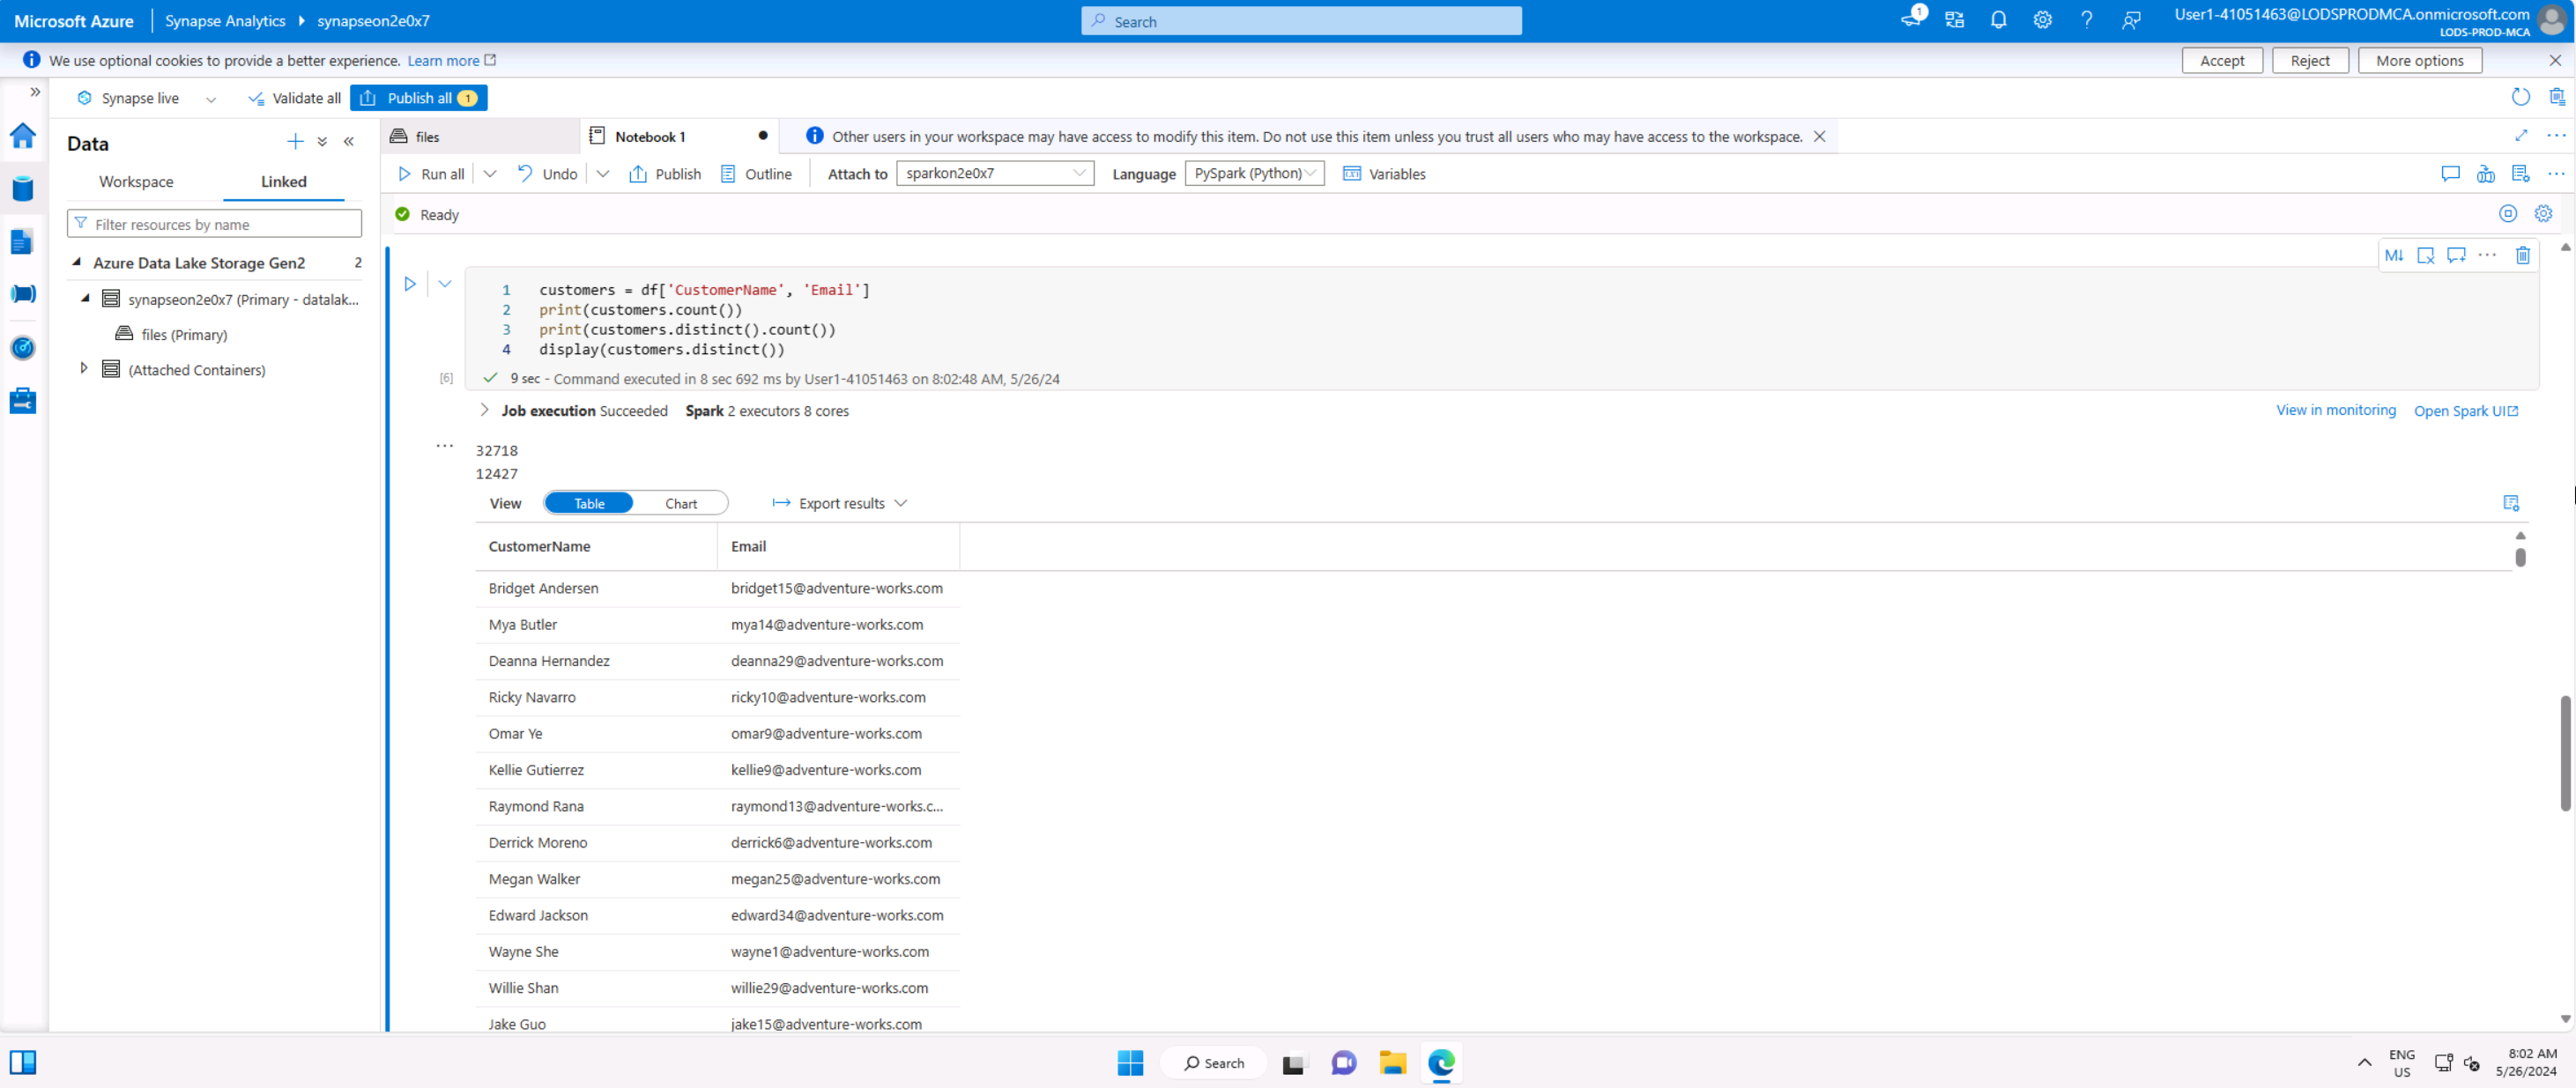 Microsoft Azure | Synapse Analytics ▸ synapseon2e0x7
Search
1
User1-41051463@LODSPRODMCA.onmicrosoft.com
LODS-PROD-MCA
We use optional cookies to provide a better experience. Learn more
Accept Reject More options
Synapse live Validate all Publish all 1
Data
Workspace Linked
Filter resources by name
Azure Data Lake Storage Gen2 2
synapseon2e0x7 (Primary - datalak...
files (Primary)
(Attached Containers)
files Notebook 1 Other users in your workspace may have access to modify this item. Do not use this item unless you trust all users who may have access to the workspace.
Run all Undo Publish Outline Attach to sparkon2e0x7 Language PySpark (Python) Variables
Ready
M↓
1 customers = df['CustomerName', 'Email']
2 print(customers.count())
3 print(customers.distinct().count())
4 display(customers.distinct())
[6] 9 sec - Command executed in 8 sec 692 ms by User1-41051463 on 8:02:48 AM, 5/26/24
Job execution Succeeded Spark 2 executors 8 cores View in monitoring Open Spark UI
32718
12427
View Table Chart Export results
CustomerName Email
Bridget Andersen bridget15@adventure-works.com
Mya Butler mya14@adventure-works.com
Deanna Hernandez deanna29@adventure-works.com
Ricky Navarro ricky10@adventure-works.com
Omar Ye omar9@adventure-works.com
Kellie Gutierrez kellie9@adventure-works.com
Raymond Rana raymond13@adventure-works.c...
Derrick Moreno derrick6@adventure-works.com
Megan Walker megan25@adventure-works.com
Edward Jackson edward34@adventure-works.com
Wayne She wayne1@adventure-works.com
Willie Shan willie29@adventure-works.com
Jake Guo jake15@adventure-works.com
Search
ENG
US
8:02 AM
5/26/2024